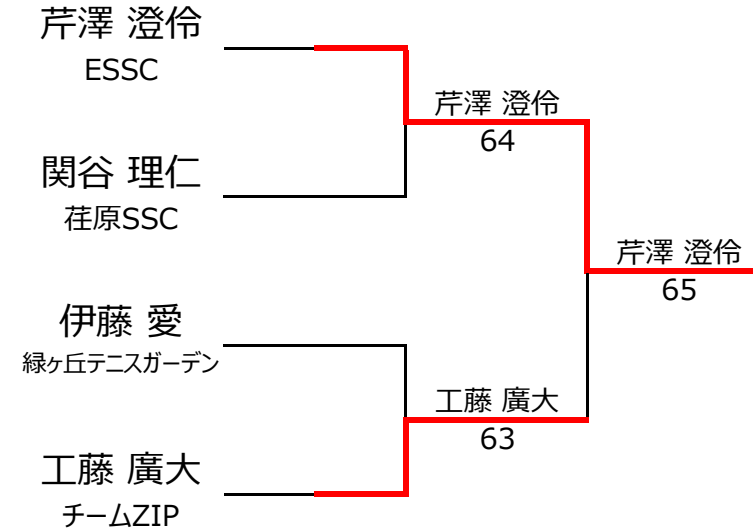 芹澤 澄伶
ESSC
芹澤 澄伶
64
関谷 理仁
荏原SSC
芹澤 澄伶
65
伊藤 愛
緑ヶ丘テニスガーデン
工藤 廣大
63
工藤 廣大
チームZIP